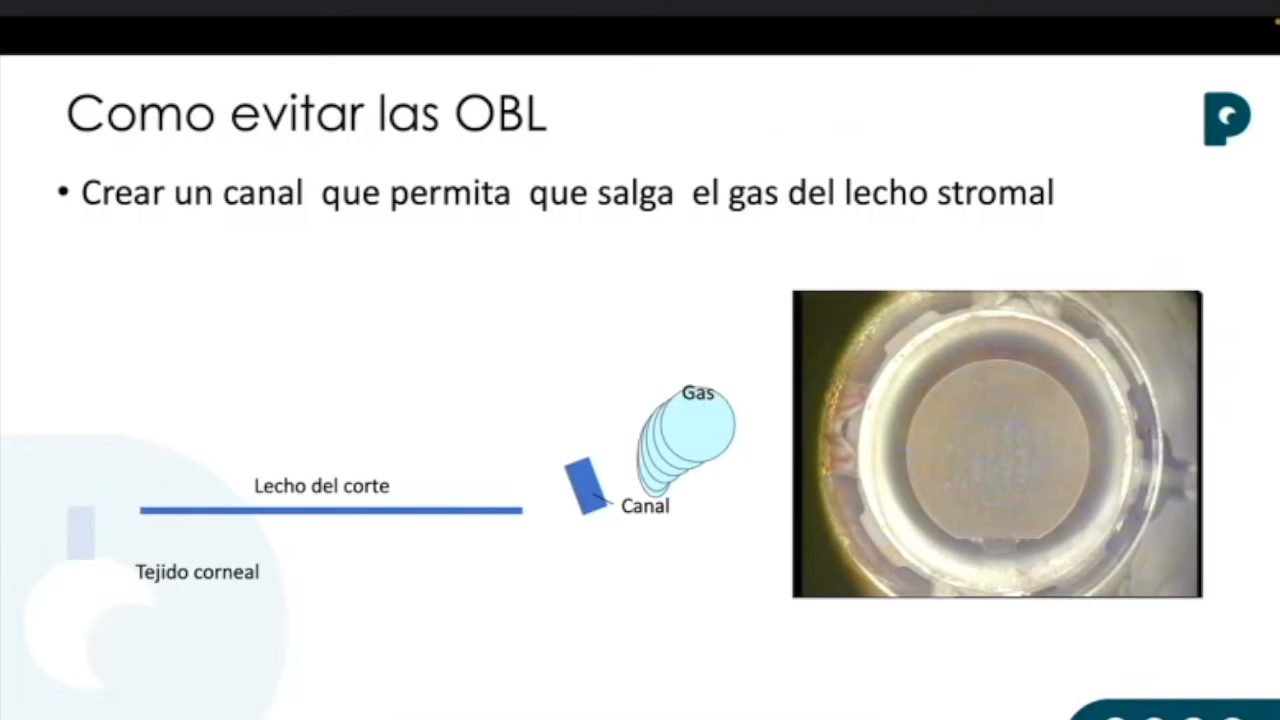 Como evitar las OBL
• Crear un canal que permita que salga el gas del lecho stromal
Gas
Lecho del corte
Canal
Tejido corneal